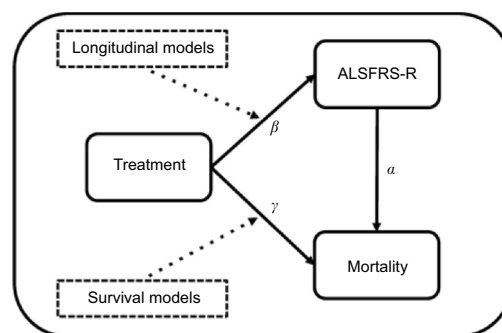 Longitudinal models
ALSFRS-R
β
Treatment
α
γ
Mortality
Survival models